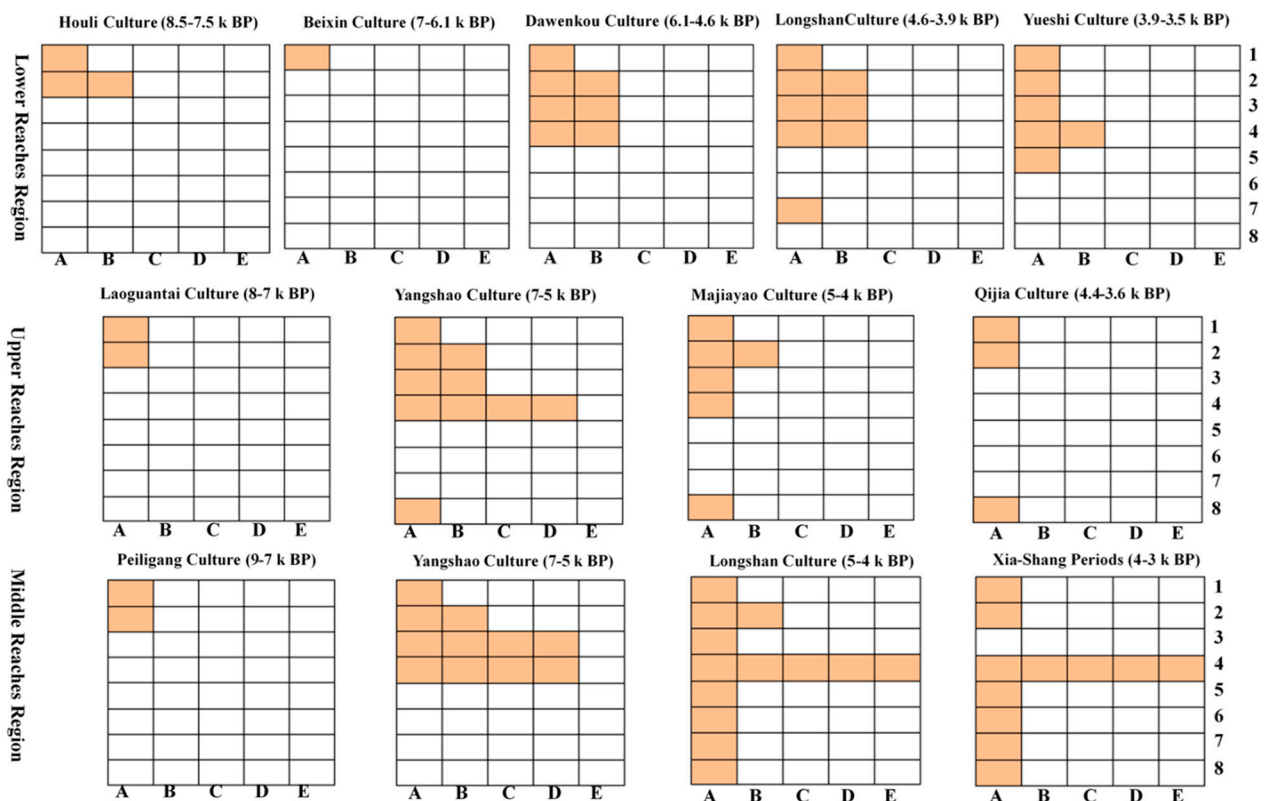 Houli Culture (8.5-7.5 k BP)
Beixin Culture (7-6.1 k BP)
Dawenkou Culture (6.1-4.6 k BP)
LongshanCulture (4.6-3.9 k BP)
Yueshi Culture (3.9-3.5 k BP)
Lower Reaches Region
1
2
3
4
5
6
7
8
A B C D E
A B C D E
A B C D E
A B C D E
A B C D E
Laoguantai Culture (8-7 k BP)
Yangshao Culture (7-5 k BP)
Majiayao Culture (5-4 k BP)
Qijia Culture (4.4-3.6 k BP)
Upper Reaches Region
1
2
3
4
5
6
7
8
A B C D E
A B C D E
A B C D E
A B C D E
Peiligang Culture (9-7 k BP)
Yangshao Culture (7-5 k BP)
Longshan Culture (5-4 k BP)
Xia-Shang Periods (4-3 k BP)
Middle Reaches Region
1
2
3
4
5
6
7
8
A B C D E
A B C D E
A B C D E
A B C D E